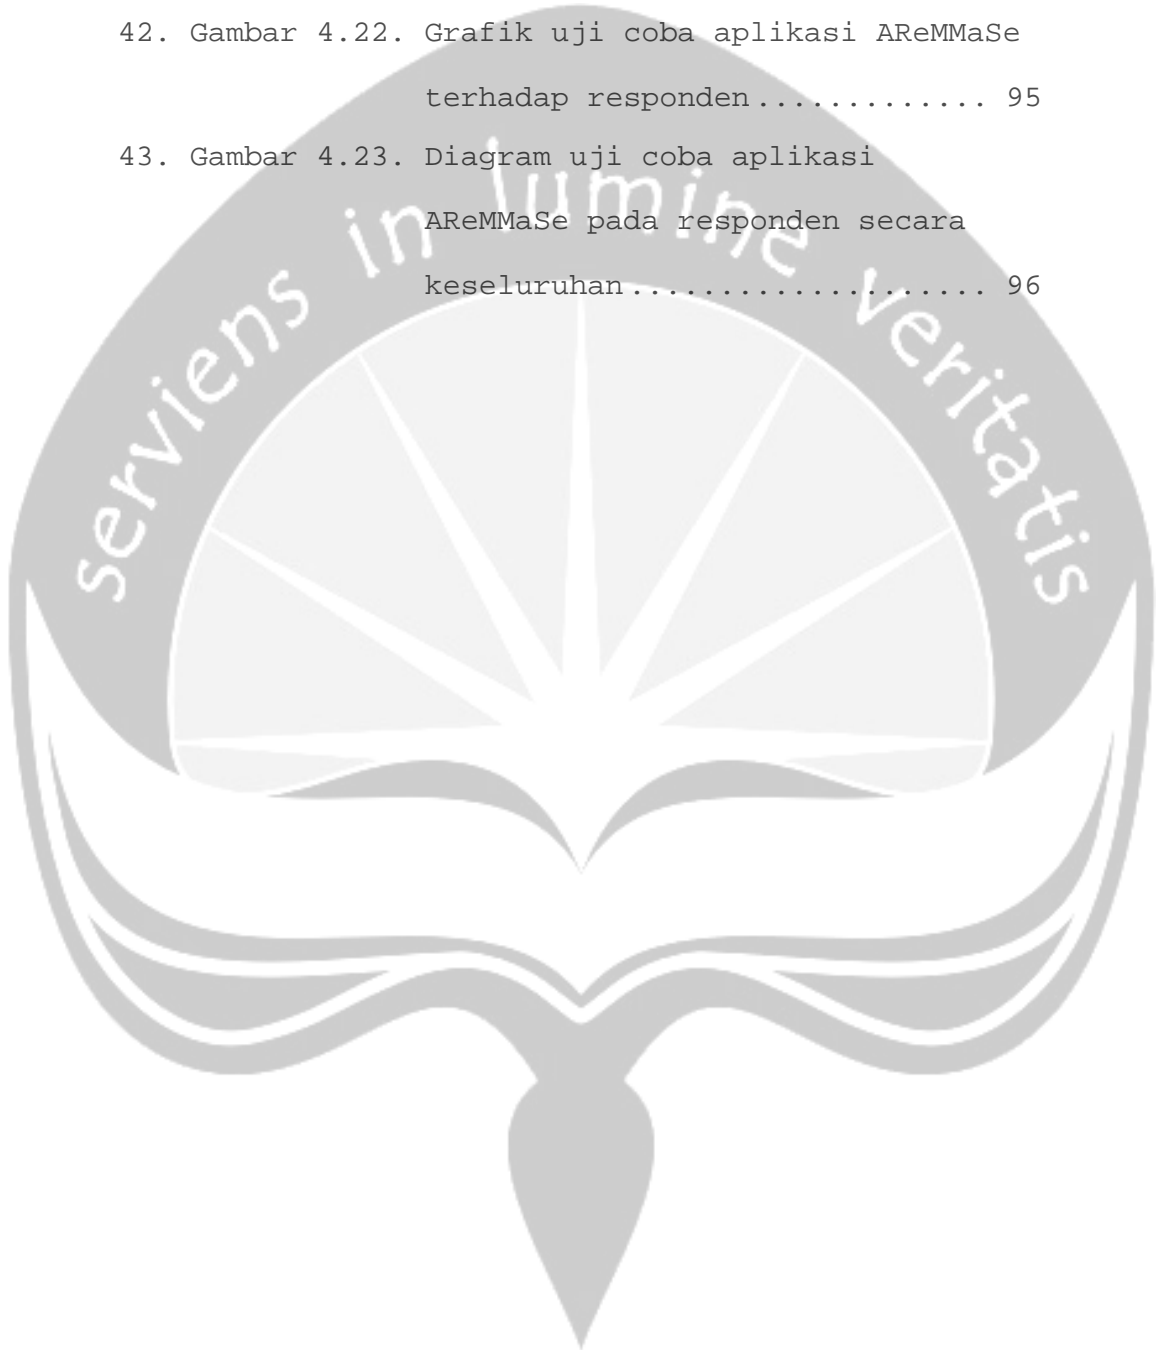 42. Gambar 4.22. Grafik uji coba aplikasi AReMMaSe
terhadap responden............. 95
43. Gambar 4.23. Diagram uji coba aplikasi
AReMMaSe pada responden secara
keseluruhan.................... 96
serviens in lumine veritatis